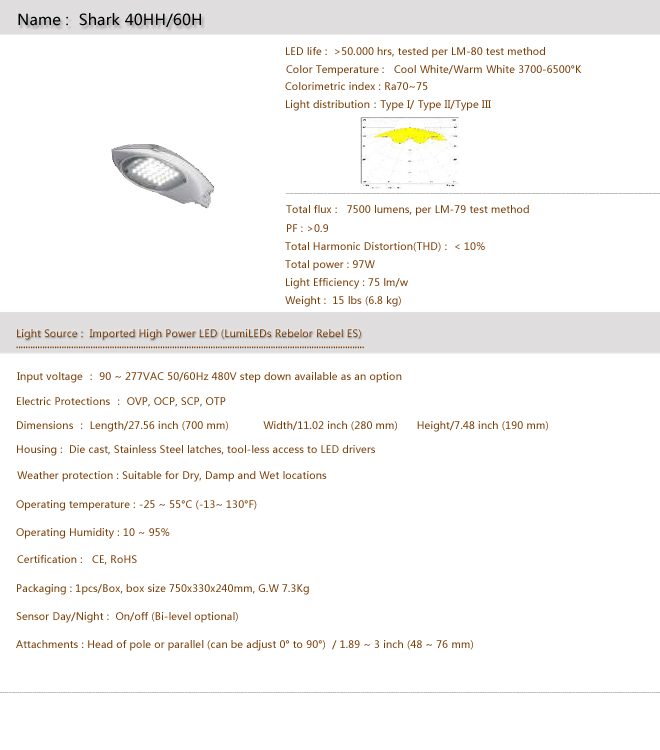 Name : Shark 40HH/60H
LED life : >50.000 hrs, tested per LM-80 test method
Color Temperature : Cool White/Warm White 3700-6500°K
Colorimetric index : Ra70~75
Light distribution : Type I/ Type II/Type III
Total flux : 7500 lumens, per LM-79 test method
PF : >0.9
Total Harmonic Distortion(THD) : < 10%
Total power : 97W
Light Efficiency : 75 lm/w
Weight : 15 lbs (6.8 kg)
Light Source : Imported High Power LED (LumiLEDs Rebelor Rebel ES)
Input voltage : 90 ~ 277VAC 50/60Hz 480V step down available as an option
Electric Protections : OVP, OCP, SCP, OTP
Dimensions : Length/27.56 inch (700 mm) Width/11.02 inch (280 mm) Height/7.48 inch (190 mm)
Housing : Die cast, Stainless Steel latches, tool-less access to LED drivers
Weather protection : Suitable for Dry, Damp and Wet locations
Operating temperature : -25 ~ 55°C (-13~ 130°F)
Operating Humidity : 10 ~ 95%
Certification : CE, RoHS
Packaging : 1pcs/Box, box size 750x330x240mm, G.W 7.3Kg
Sensor Day/Night : On/off (Bi-level optional)
Attachments : Head of pole or parallel (can be adjust 0° to 90°) / 1.89 ~ 3 inch (48 ~ 76 mm)